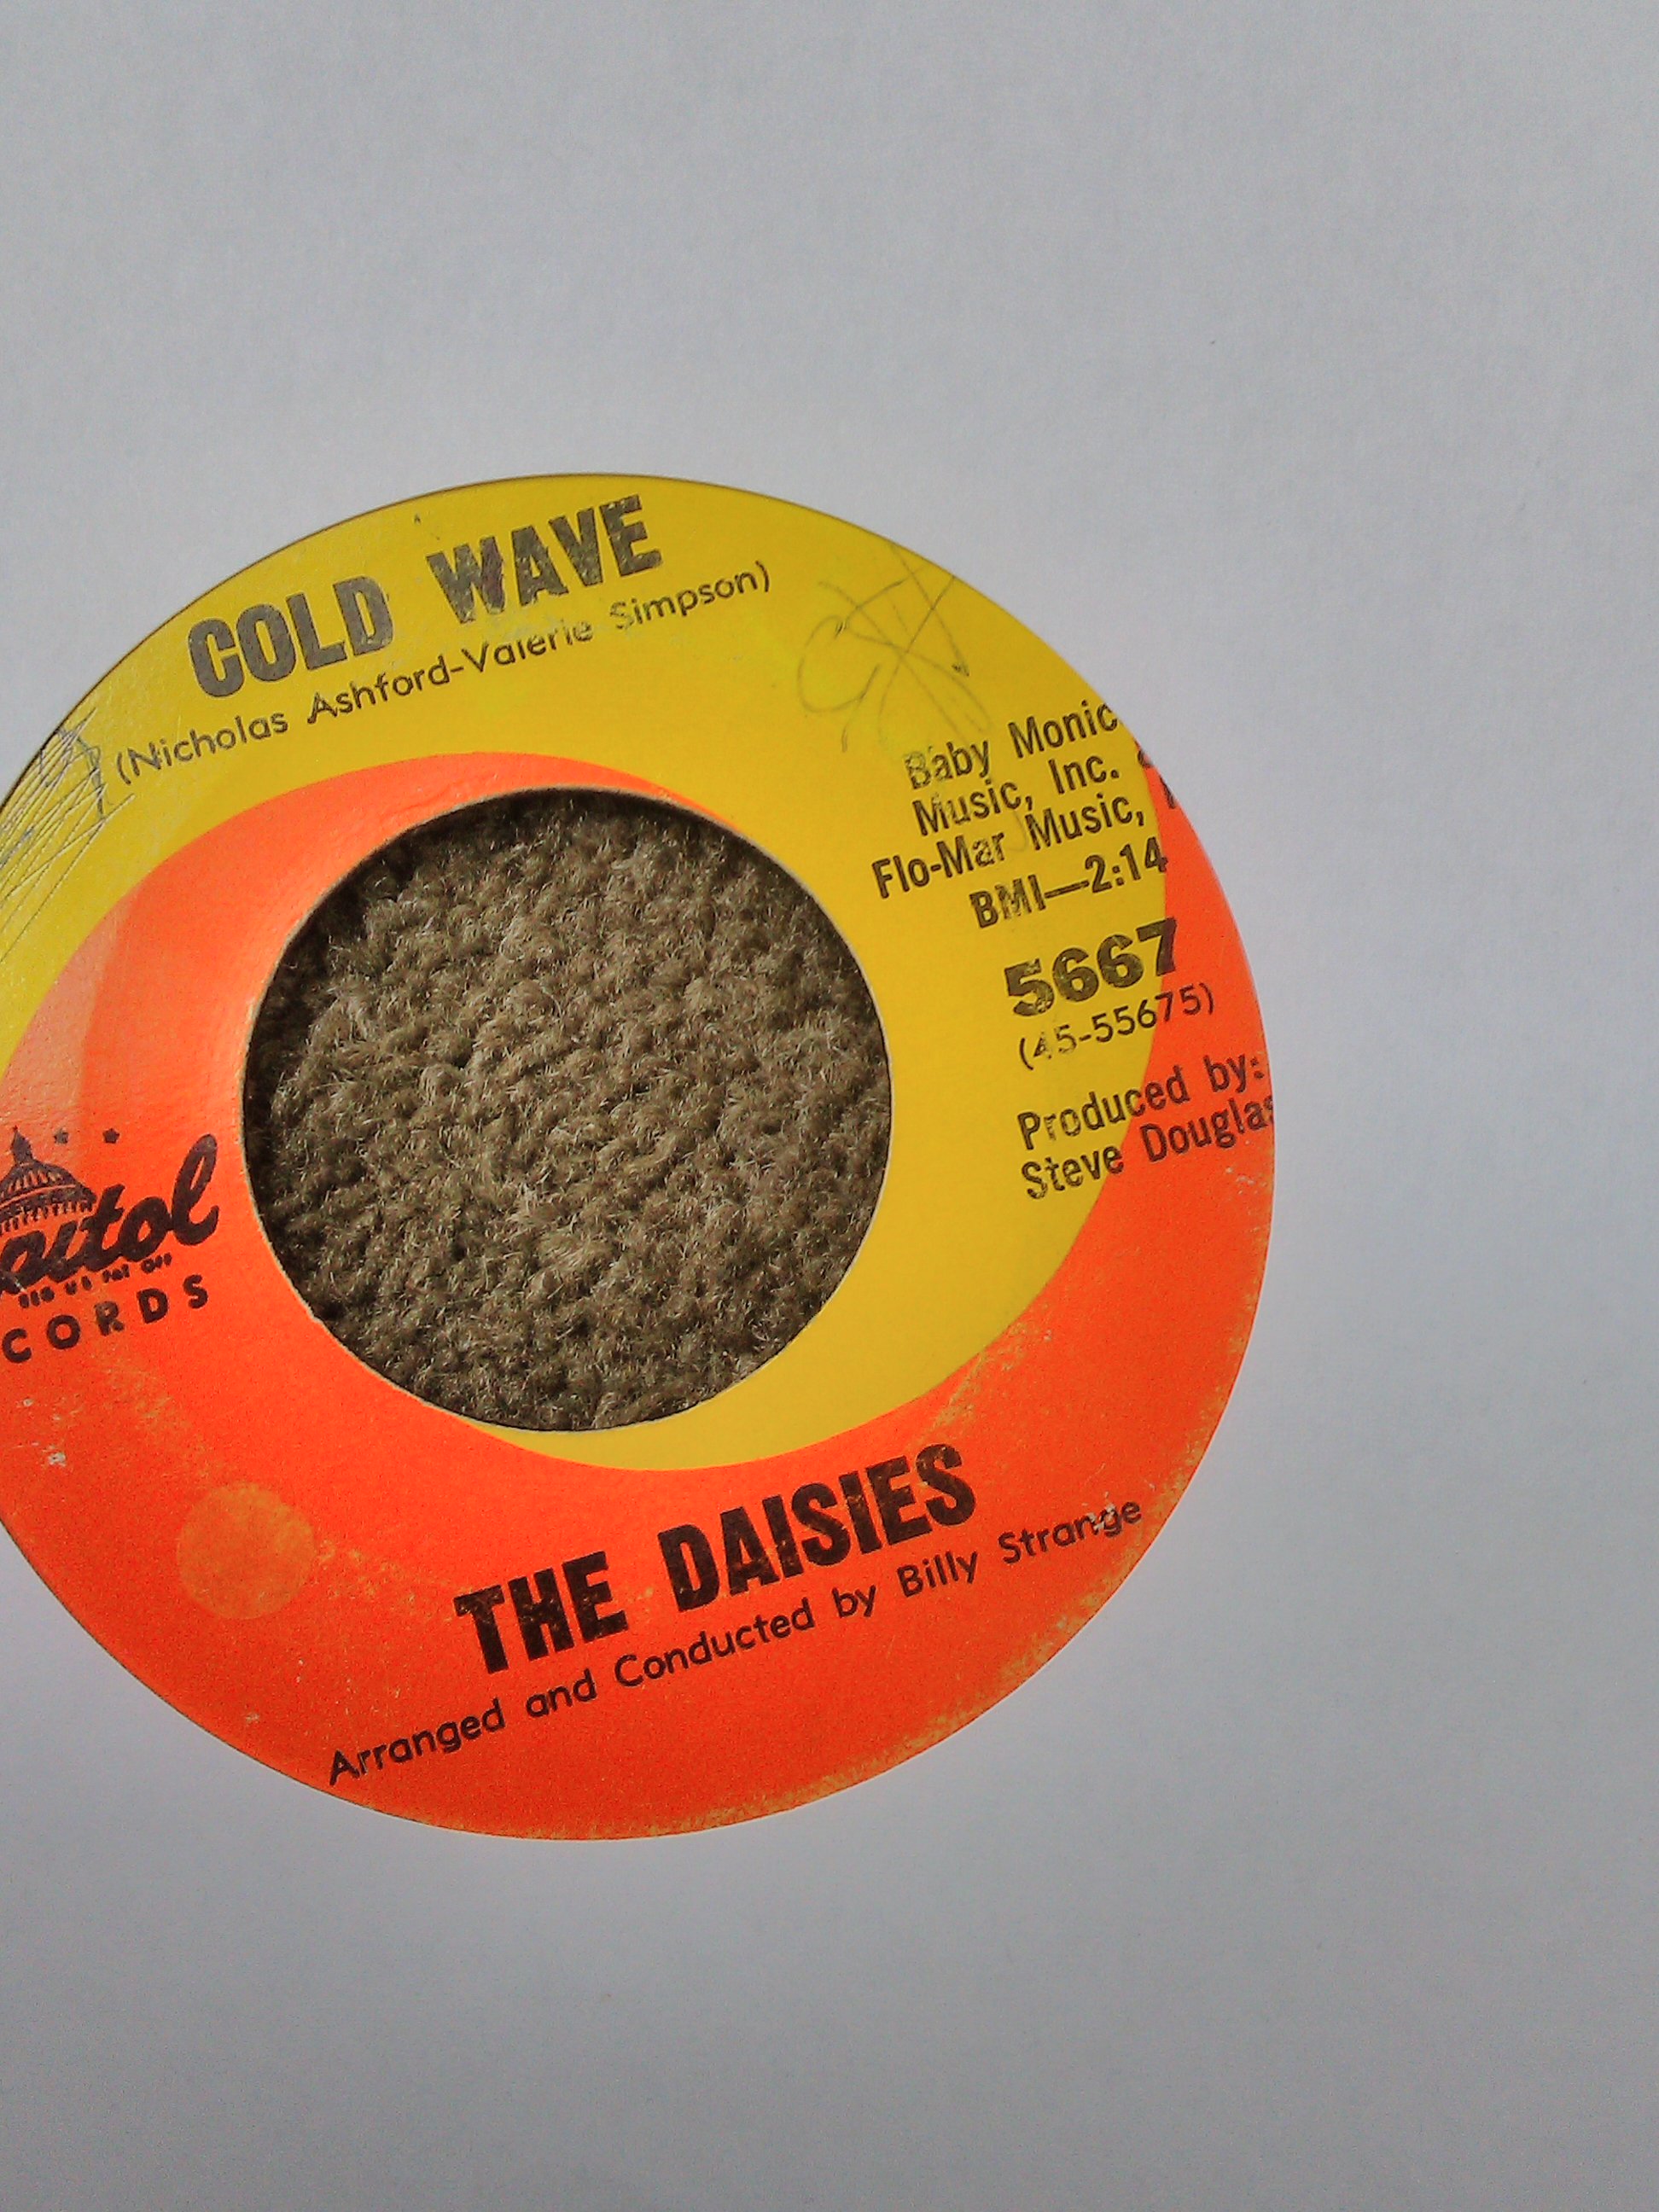 COLD WAVE
(Nicholas Ashford-Valerie Simpson)
Baby Monic
Music, Inc.
Flo-Mar Music,
BMI—2:14
5667
(45-55675)
Produced by:
Steve Douglas
apitol
CORDS
THE DAISIES
Arranged and Conducted by Billy Strange